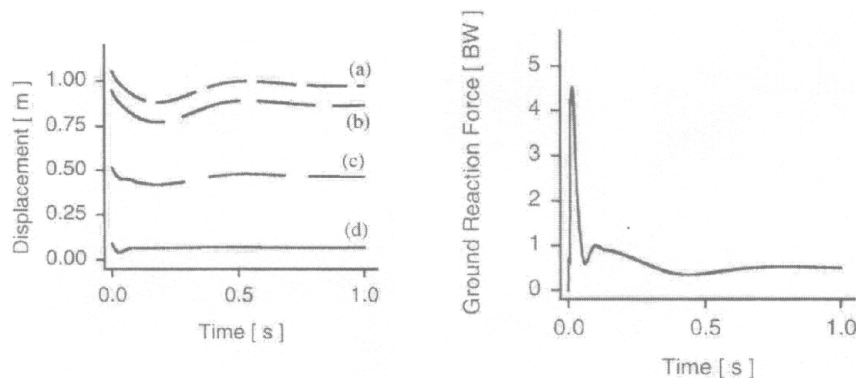 Displacement [ m ]
1.00
0.75
0.50
0.25
0.00
(a)
(b)
(c)
(d)
0.0 0.5 1.0
Time [ s ]
Ground Reaction Force [ BW ]
5
4
3
2
1
0
0.0 0.5 1.0
Time [ s ]